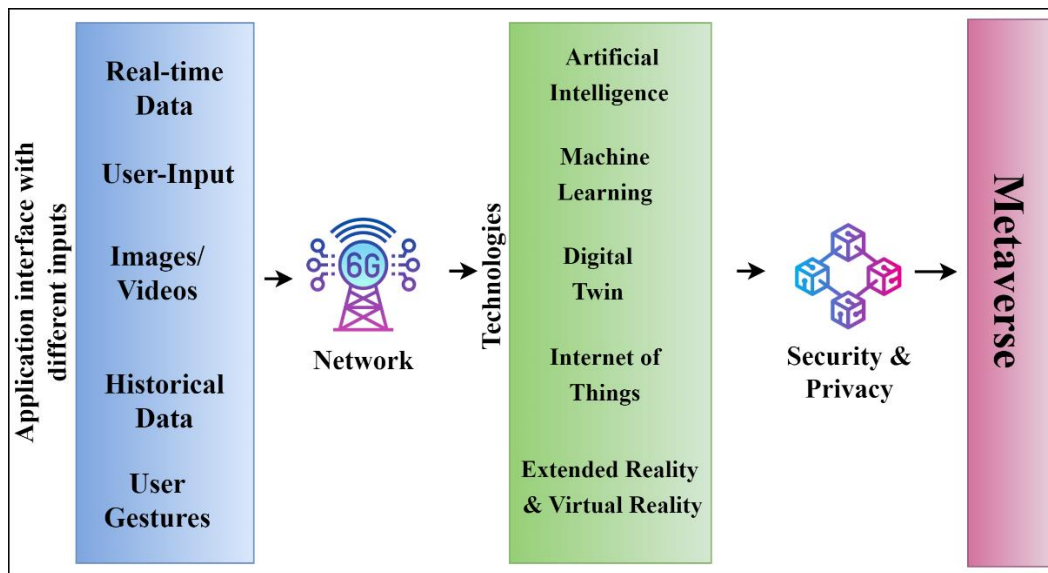 Application interface with
different inputs
Real-time
Data
User-Input
Images/
Videos
Historical
Data
User
Gestures
6G
Network
Technologies
Artificial
Intelligence
Machine
Learning
Digital
Twin
Internet of
Things
Extended Reality
& Virtual Reality
Security &
Privacy
Metaverse